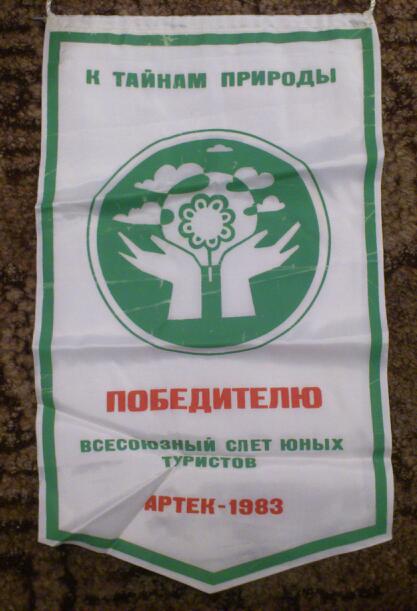 К ТАЙНАМ ПРИРОДЫ
ПОБЕДИТЕЛЮ
ВСЕСОЮЗНЫЙ СЛЕТ ЮНЫХ
ТУРИСТОВ
АРТЕК-1983